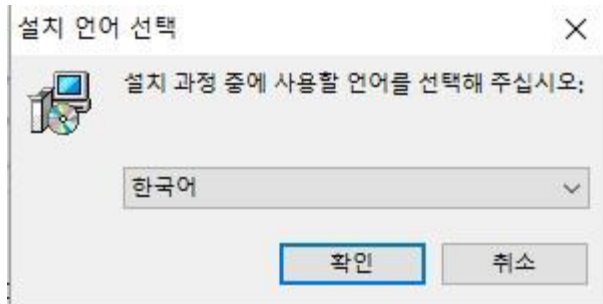 설치 언어 선택
설치 과정 중에 사용할 언어를 선택해 주십시오:
한국어
확인
취소